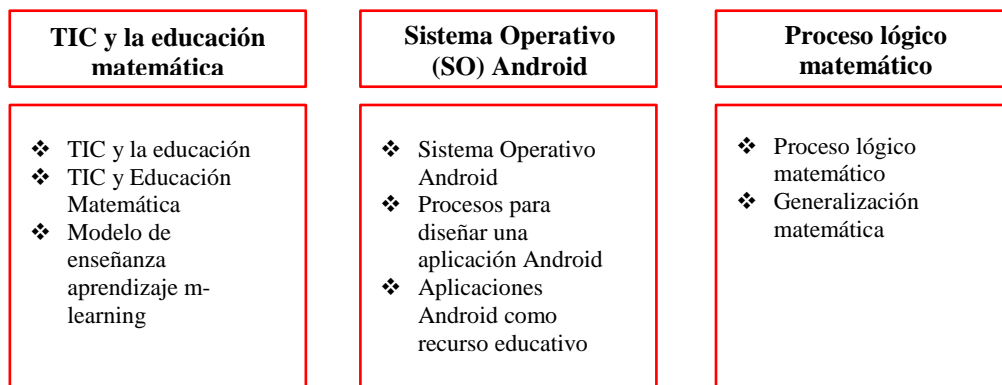 TIC y la educación
matemática
❖ TIC y la educación
❖ TIC y Educación
Matemática
❖ Modelo de
enseñanza
aprendizaje m-
learning
Sistema Operativo
(SO) Android
❖ Sistema Operativo
Android
❖ Procesos para
diseñar una
aplicación Android
❖ Aplicaciones
Android como
recurso educativo
Proceso lógico
matemático
❖ Proceso lógico
matemático
❖ Generalización
matemática